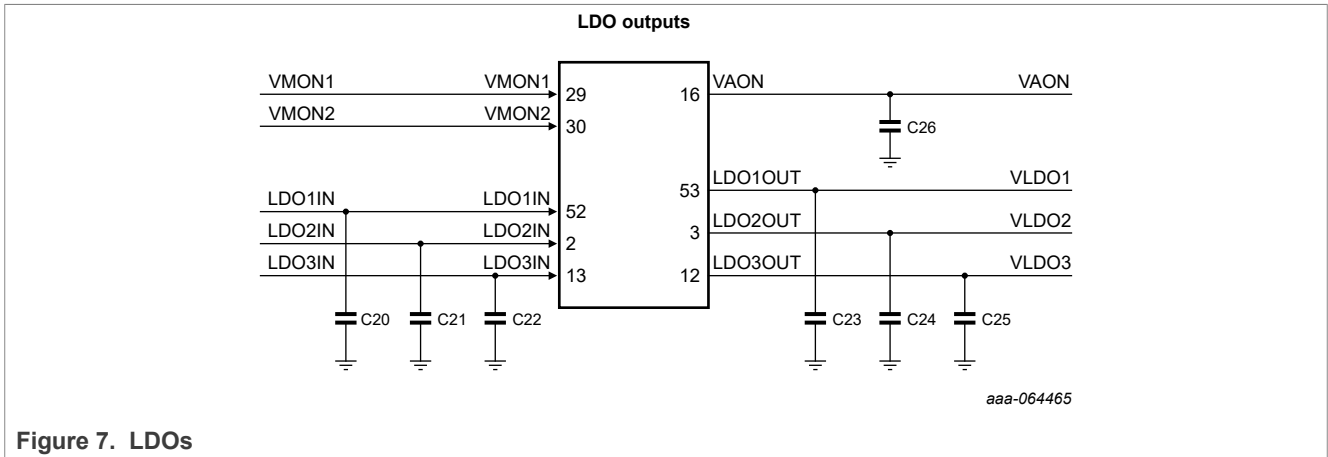 LDO outputs
VMON1 VMON1 29 16 VAON VAON
VMON2 VMON2 30
C26
LDO1IN LDO1IN 52 53 LDO1OUT VLDO1
LDO2IN LDO2IN 2 3 LDO2OUT VLDO2
LDO3IN LDO3IN 13 12 LDO3OUT VLDO3
C20 C21 C22 C23 C24 C25
aaa-064465
Figure 7. LDOs